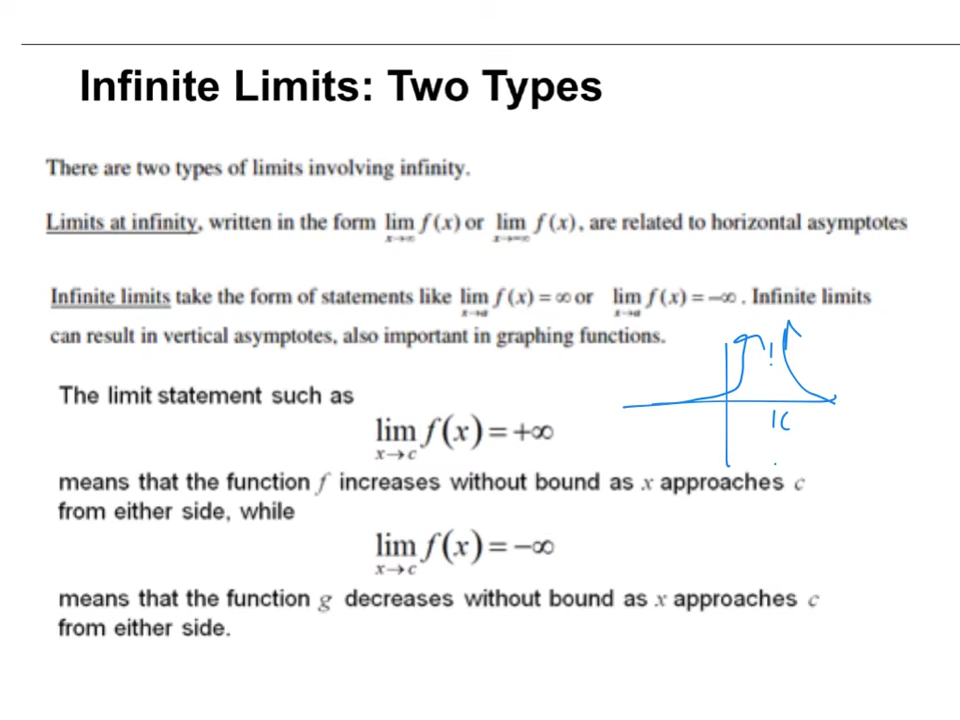 Infinite Limits: Two Types
There are two types of limits involving infinity.
Limits at infinity, written in the form lim f(x) or lim f(x), are related to horizontal asymptotes
x→∞ x→−∞
Infinite limits take the form of statements like lim f(x) = ∞ or lim f(x) = −∞. Infinite limits
x→a x→a
can result in vertical asymptotes, also important in graphing functions.
The limit statement such as
lim f(x) = +∞
x→c
means that the function f increases without bound as x approaches c
from either side, while
lim f(x) = −∞
x→c
means that the function g decreases without bound as x approaches c
from either side.